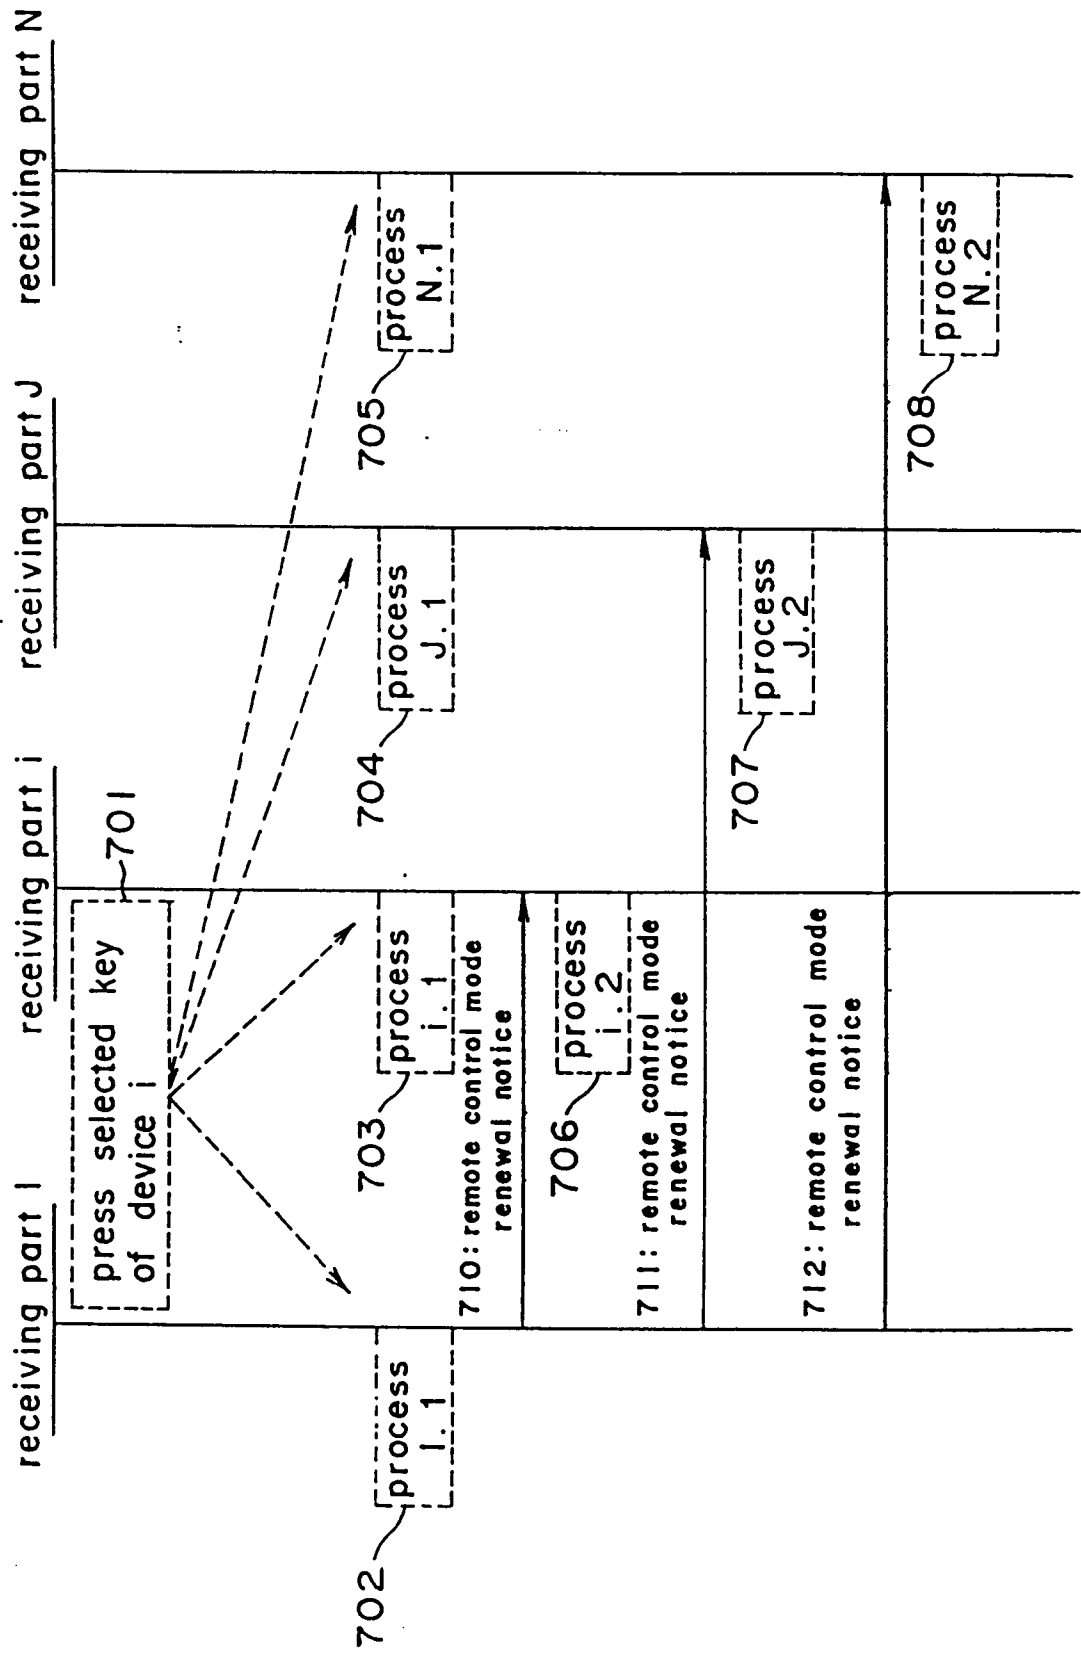 receiving part I
receiving part i
receiving part J
receiving part N
press selected key
of device i
701
702
process
I.1
703
process
i.1
704
process
J.1
705
process
N.1
710: remote control mode
renewal notice
706
process
i.2
711: remote control mode
renewal notice
707
process
J.2
712: remote control mode
renewal notice
708
process
N.2